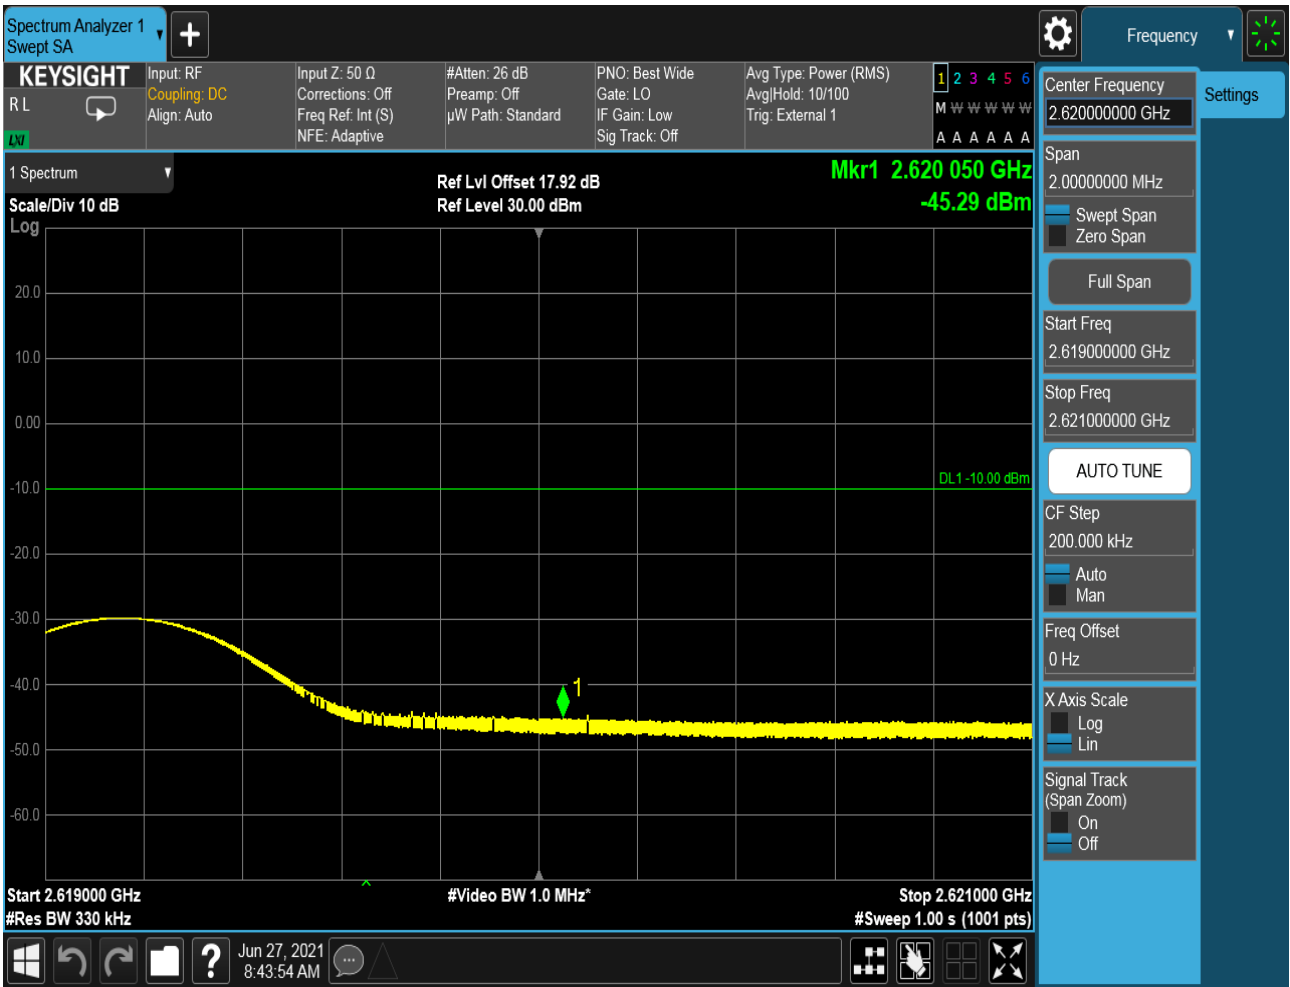 Spectrum Analyzer 1
Swept SA
Frequency
KEYSIGHT
R L
LXI
Input: RF
Coupling: DC
Align: Auto
Input Z: 50 Ω
Corrections: Off
Freq Ref: Int (S)
NFE: Adaptive
#Atten: 26 dB
Preamp: Off
µW Path: Standard
PNO: Best Wide
Gate: LO
IF Gain: Low
Sig Track: Off
Avg Type: Power (RMS)
Avg|Hold: 10/100
Trig: External 1
1 2 3 4 5 6
M W W W W W
A A A A A A
1 Spectrum
Scale/Div 10 dB
Log
Ref Lvl Offset 17.92 dB
Ref Level 30.00 dBm
Mkr1 2.620 050 GHz
-45.29 dBm
20.0
10.0
0.00
-10.0
-20.0
-30.0
-40.0
-50.0
-60.0
DL1 -10.00 dBm
1
Start 2.619000 GHz
#Res BW 330 kHz
#Video BW 1.0 MHz*
Stop 2.621000 GHz
#Sweep 1.00 s (1001 pts)
Jun 27, 2021
8:43:54 AM
Center Frequency
2.620000000 GHz
Span
2.00000000 MHz
Swept Span
Zero Span
Full Span
Start Freq
2.619000000 GHz
Stop Freq
2.621000000 GHz
AUTO TUNE
CF Step
200.000 kHz
Auto
Man
Freq Offset
0 Hz
X Axis Scale
Log
Lin
Signal Track
(Span Zoom)
On
Off
Settings